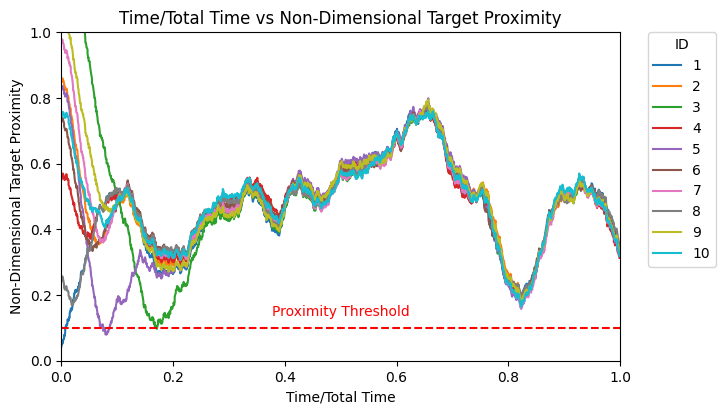 Time/Total Time vs Non-Dimensional Target Proximity
Non-Dimensional Target Proximity
1.0
0.8
0.6
0.4
0.2
0.0
Proximity Threshold
0.0 0.2 0.4 0.6 0.8 1.0
Time/Total Time
ID
1
2
3
4
5
6
7
8
9
10